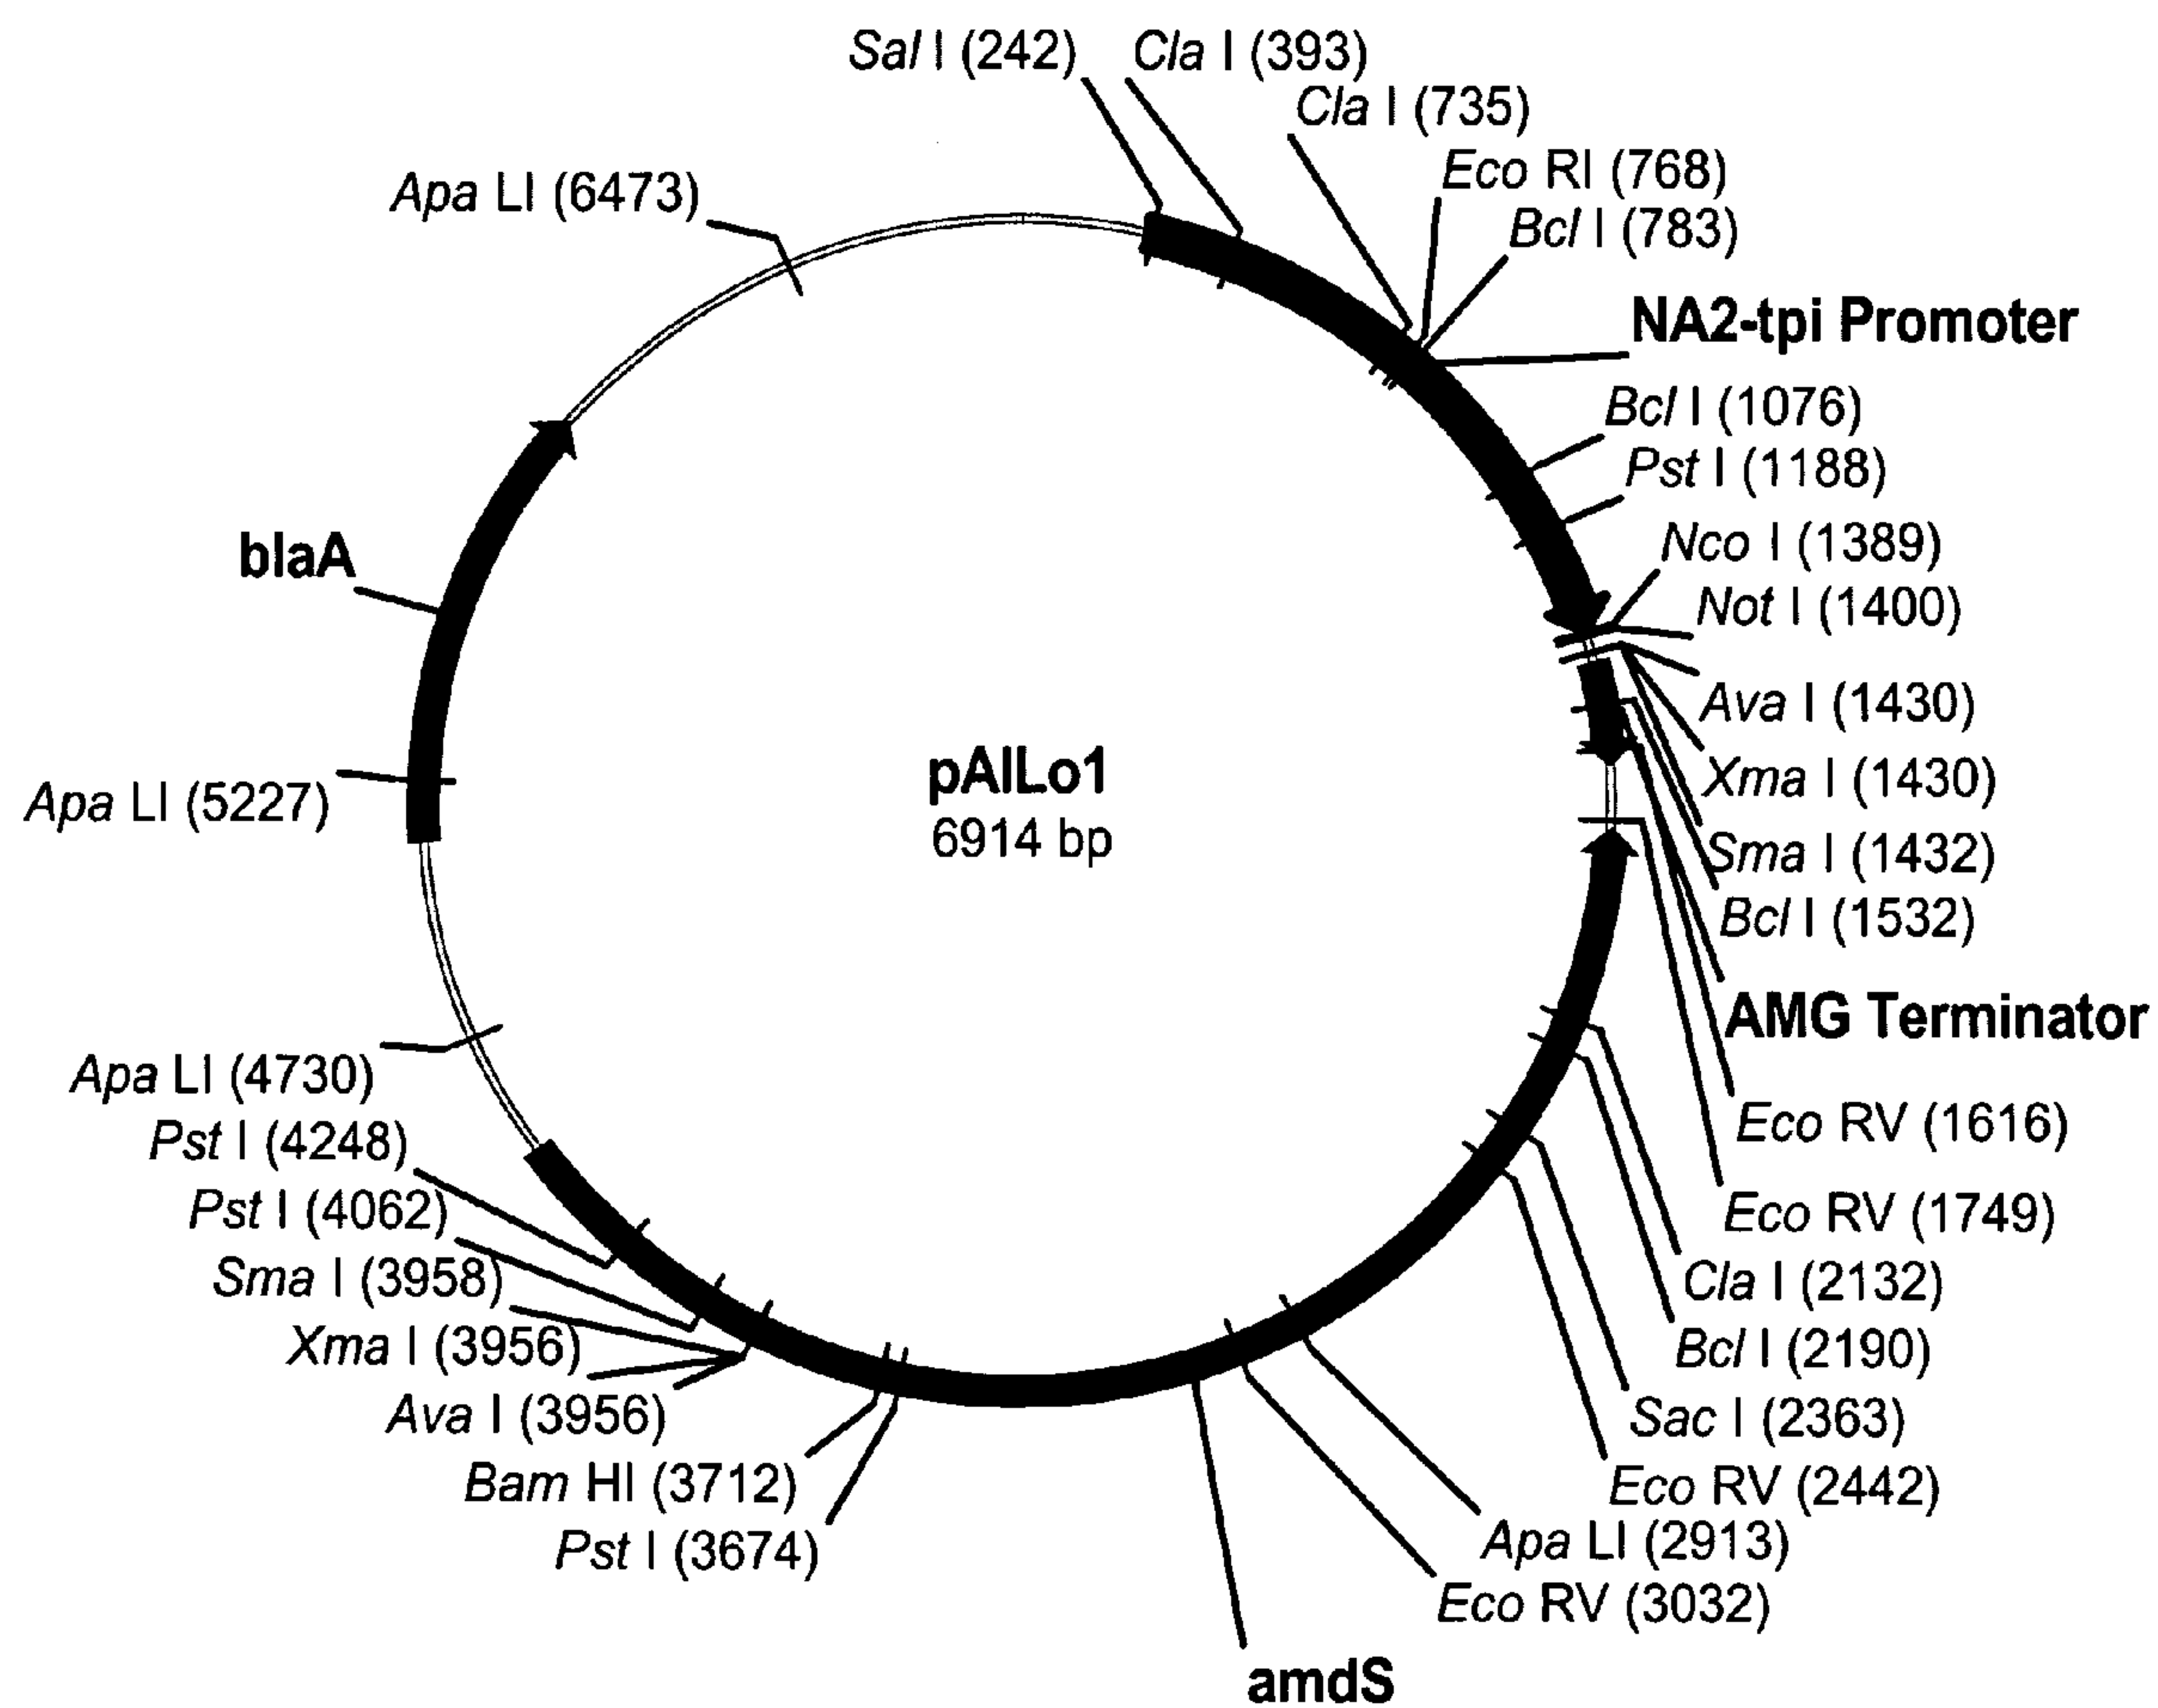 Sal I (242)
Cla I (393)
Cla I (735)
Eco RI (768)
Bcl I (783)
NA2-tpi Promoter
Bcl I (1076)
Pst I (1188)
Nco I (1389)
Not I (1400)
Ava I (1430)
Xma I (1430)
Sma I (1432)
Bcl I (1532)
AMG Terminator
Eco RV (1616)
Eco RV (1749)
Cla I (2132)
Bcl I (2190)
Sac I (2363)
Eco RV (2442)
Apa LI (2913)
Eco RV (3032)
amdS
Pst I (3674)
Bam HI (3712)
Ava I (3956)
Xma I (3956)
Sma I (3958)
Pst I (4062)
Pst I (4248)
Apa LI (4730)
Apa LI (5227)
blaA
Apa LI (6473)
pAILo1
6914 bp